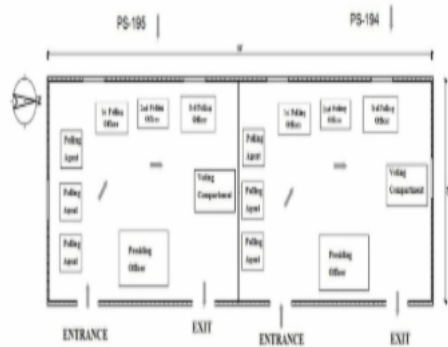 PS-195
PS-194
1st Polling
Officer
2nd Polling
Officer
3rd Polling
Officer
Polling
Agent
Polling
Agent
Polling
Agent
Voting
Compartment
Presiding
Officer
ENTRANCE
EXIT
1st Polling
Officer
2nd Polling
Officer
3rd Polling
Officer
Polling
Agent
Polling
Agent
Polling
Agent
Voting
Compartment
Presiding
Officer
ENTRANCE
EXIT